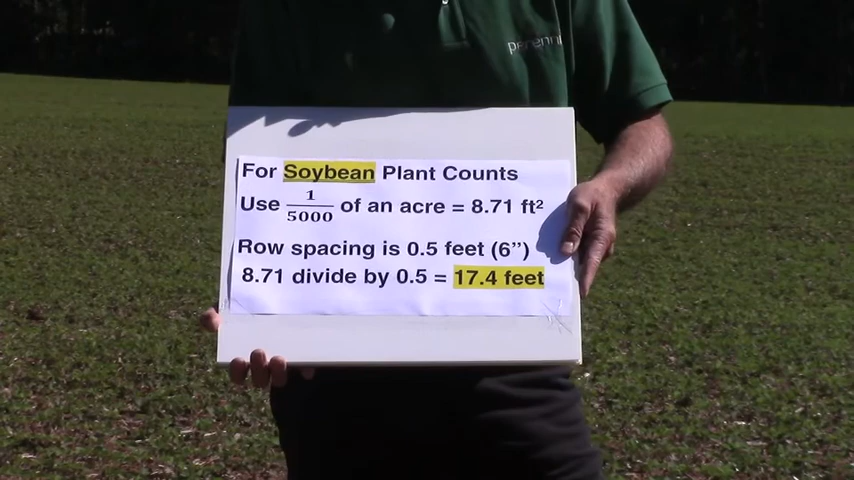 perenni
For Soybean Plant Counts
Use 1/5000 of an acre = 8.71 ft²
Row spacing is 0.5 feet (6”)
8.71 divide by 0.5 = 17.4 feet